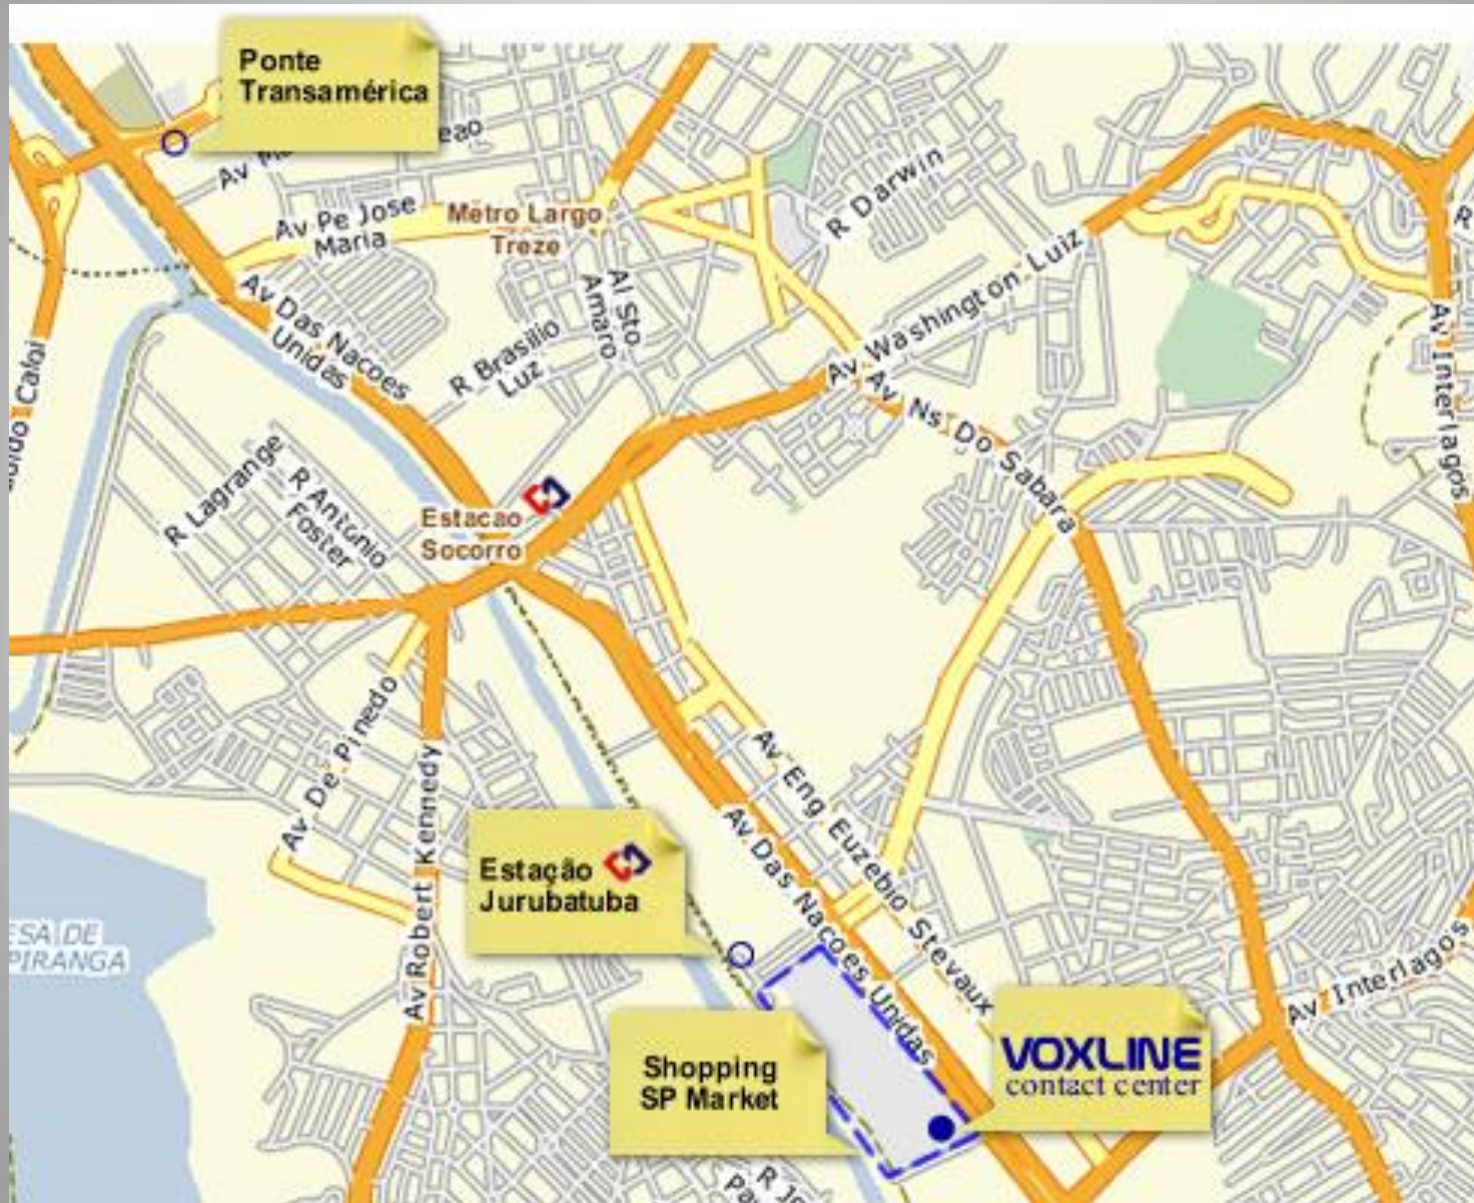 Ponte
Transamérica
Av Pe Jose
Maria
Metro Largo
Treze
R Darwin
Av Washington Luiz
Al Sto
Amaro
Av Das Nacoes
Unidas
R Brasilio
Luz
Av Ns Do Sabara
Av Interlagos
R Lagrange
R Antonio
Foster
Estacao
Socorro
Av De Pinedo
Av Robert Kennedy
Av Eng Euzebio Stevaux
Av Das Nacoes Unidas
Estação
Jurubatuba
ESA DE
PIRANGA
Av Interlagos
Shopping
SP Market
VOXLINE
contact center